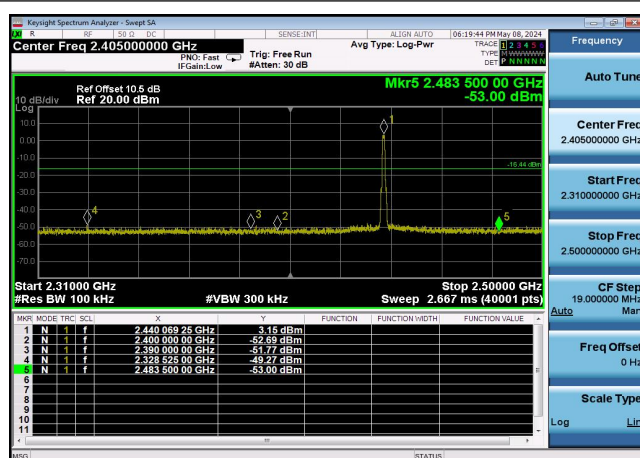 Keysight Spectrum Analyzer - Swept SA
R RF 50 Ω DC SENSE:INT ALIGN AUTO 06:19:44 PM May 08, 2024
Center Freq 2.405000000 GHz
PNO: Fast
IFGain:Low
Trig: Free Run
#Atten: 30 dB
Avg Type: Log-Pwr
TRACE 1 2 3 4 5 6
TYPE
DET P N N N N N
Mkr5 2.483 500 00 GHz
-53.00 dBm
Ref Offset 10.5 dB
10 dB/div Ref 20.00 dBm
Log
10.0
0.00
-10.0
-16.44 dBm
-20.0
-30.0
-40.0
-50.0
-60.0
-70.0
1
4
3
2
5
Start 2.31000 GHz Stop 2.50000 GHz
#Res BW 100 kHz #VBW 300 kHz Sweep 2.667 ms (40001 pts)
MKR MODE TRC SCL X Y FUNCTION FUNCTION WIDTH FUNCTION VALUE
1 N 1 f 2.440 069 25 GHz 3.15 dBm
2 N 1 f 2.400 000 00 GHz -52.69 dBm
3 N 1 f 2.390 000 00 GHz -51.77 dBm
4 N 1 f 2.328 525 00 GHz -49.27 dBm
5 N 1 f 2.483 500 00 GHz -53.00 dBm
6
7
8
9
10
11
MSG STATUS
Frequency
Auto Tune
Center Freq
2.405000000 GHz
Start Freq
2.310000000 GHz
Stop Freq
2.500000000 GHz
CF Step
19.000000 MHz
Auto Man
Freq Offset
0 Hz
Scale Type
Log Lin